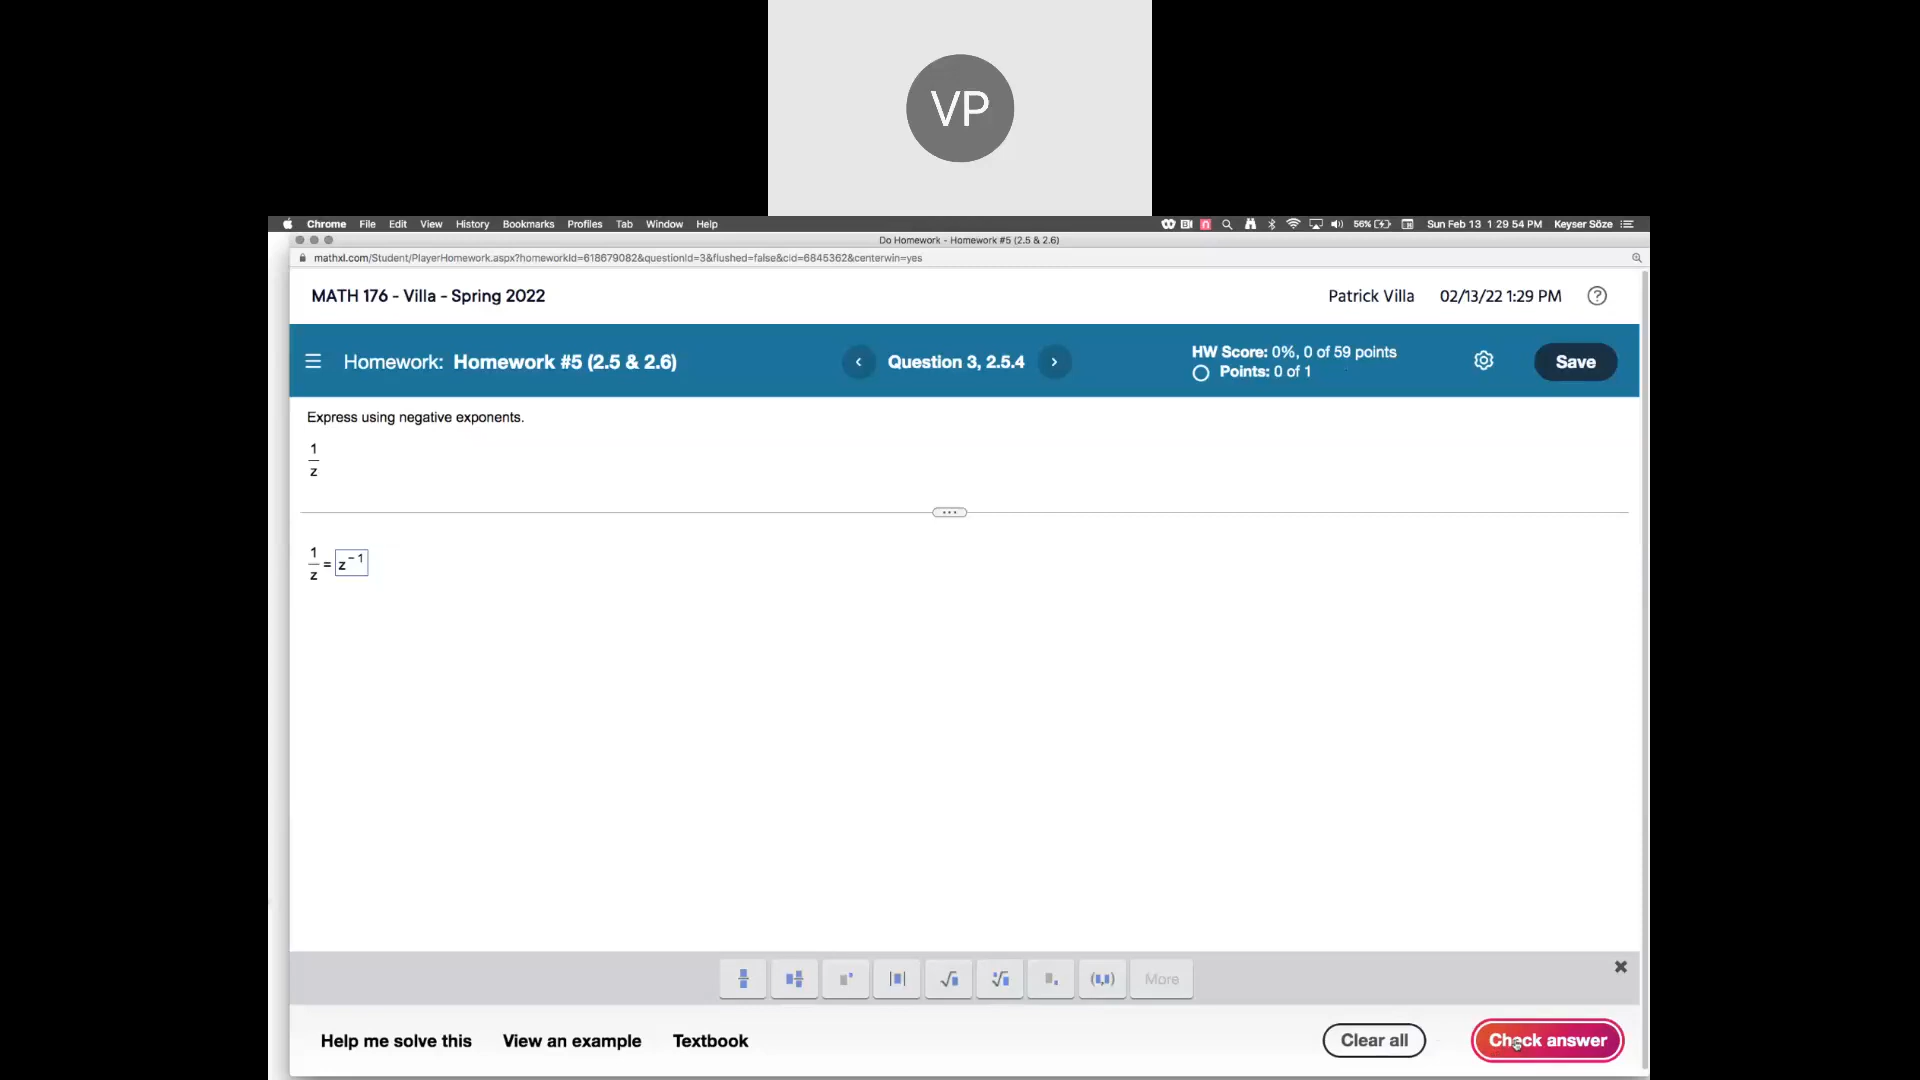 VP
Chrome File Edit View History Bookmarks Profiles Tab Window Help 56% Sun Feb 13 1 29 54 PM Keyser Söze
Do Homework - Homework #5 (2.5 & 2.6)
mathxl.com/Student/PlayerHomework.aspx?homeworkId=618679082&questionId=3&flushed=false&cid=6845362&centerwin=yes
MATH 176 - Villa - Spring 2022 Patrick Villa 02/13/22 1:29 PM ?
Homework: Homework #5 (2.5 & 2.6) ‹ Question 3, 2.5.4 › HW Score: 0%, 0 of 59 points Save
Points: 0 of 1
Express using negative exponents.
1
z
1
z = z⁻¹
More
Help me solve this View an example Textbook Clear all Check answer